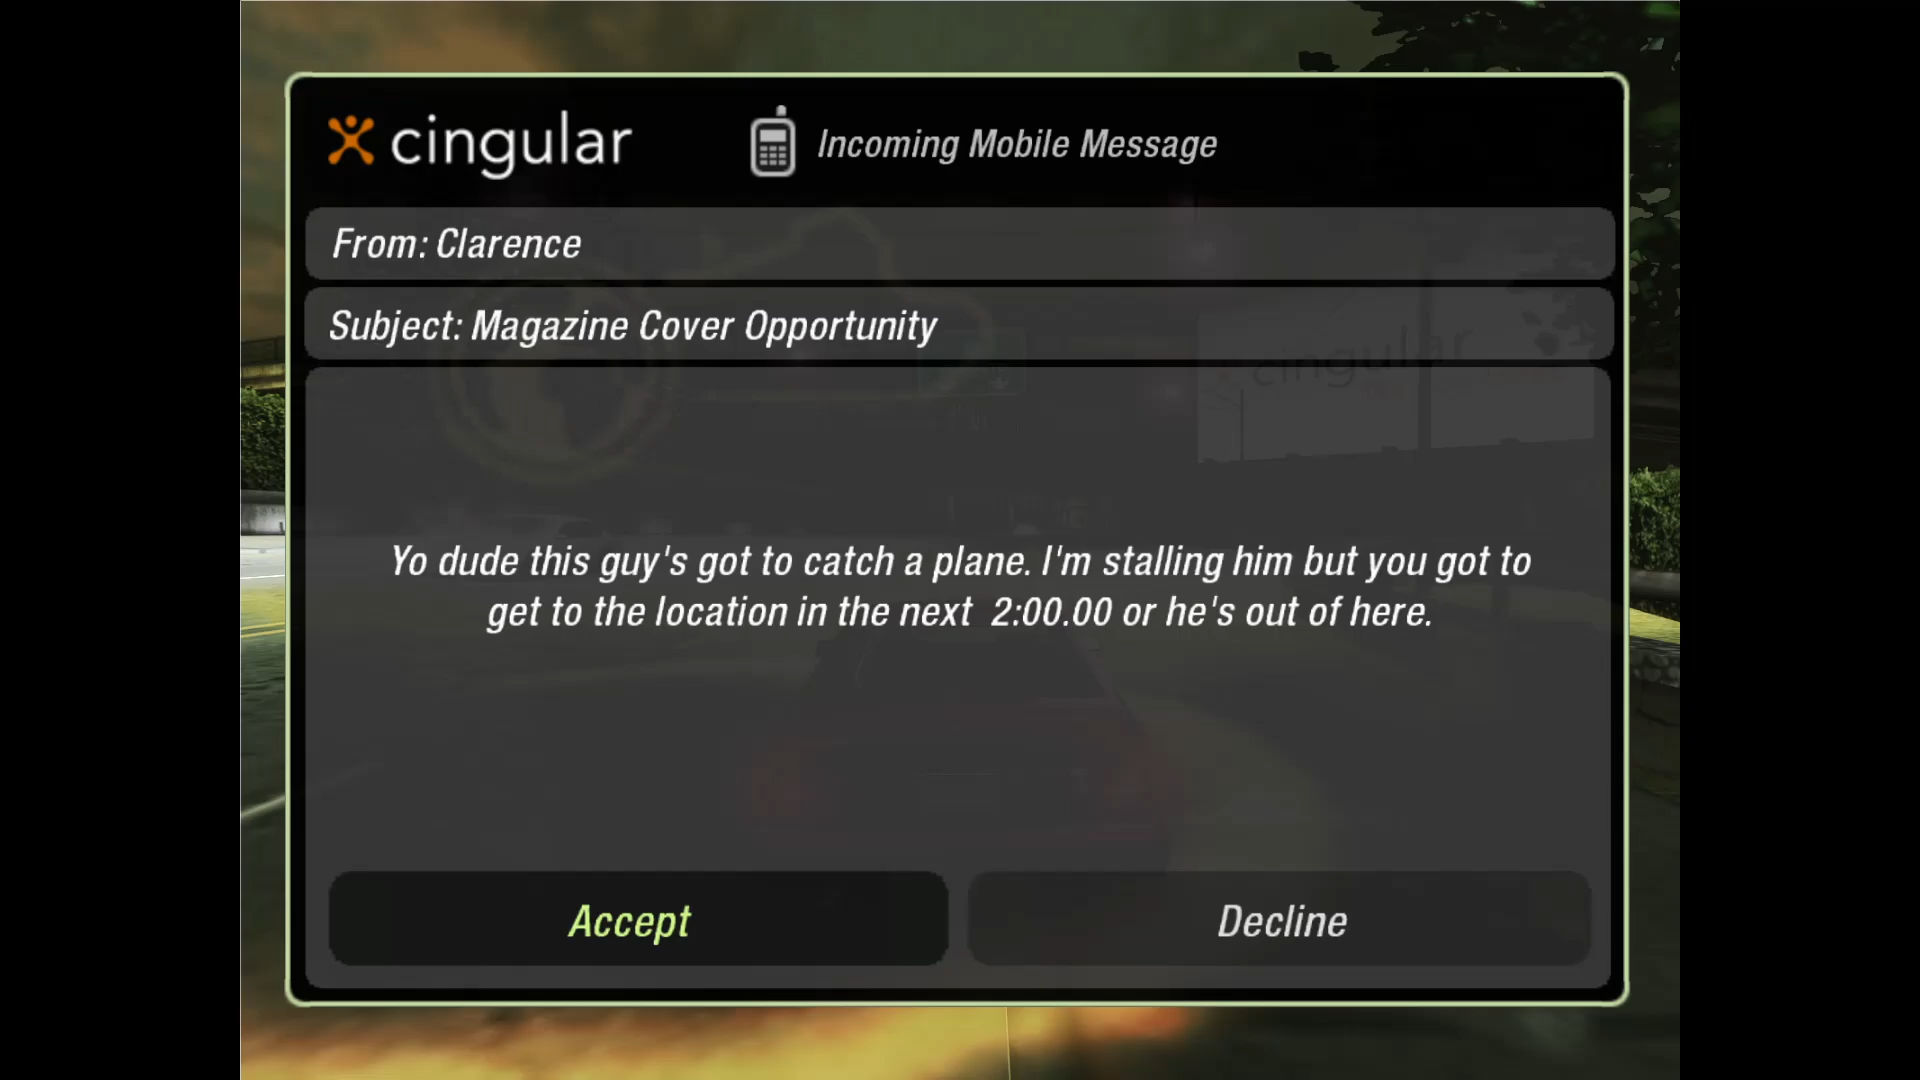 cingular
Incoming Mobile Message
From: Clarence
Subject: Magazine Cover Opportunity
cingular
Yo dude this guy's got to catch a plane. I'm stalling him but you got to
get to the location in the next 2:00.00 or he's out of here.
Accept
Decline